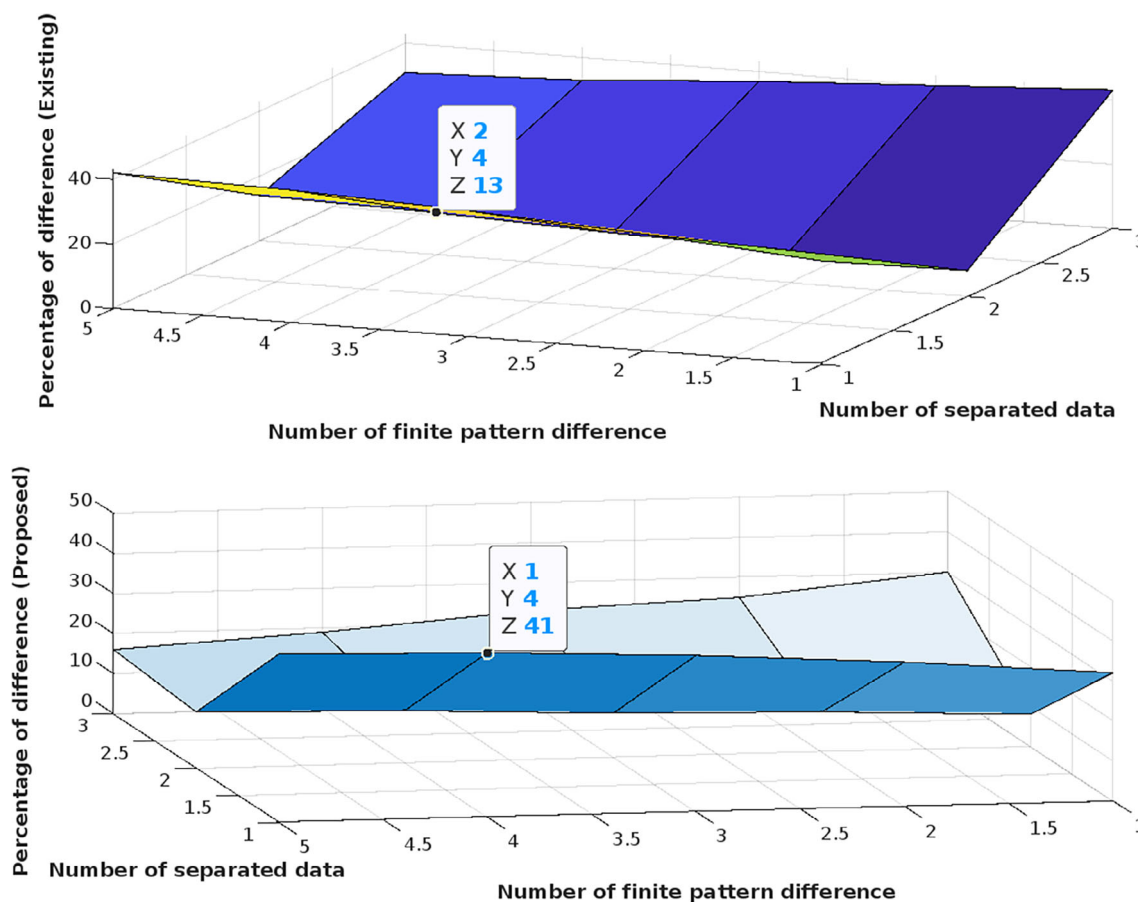 Percentage of difference (Existing)
40
20
0
X 2
Y 4
Z 13
5
4.5
4
3.5
3
2.5
2
1.5
1
1
1.5
2
2.5
Number of finite pattern difference
Number of separated data
Percentage of difference (Proposed)
50
40
30
20
10
0
X 1
Y 4
Z 41
3
2.5
2
1.5
1
5
4.5
4
3.5
3
2.5
2
1.5
Number of separated data
Number of finite pattern difference